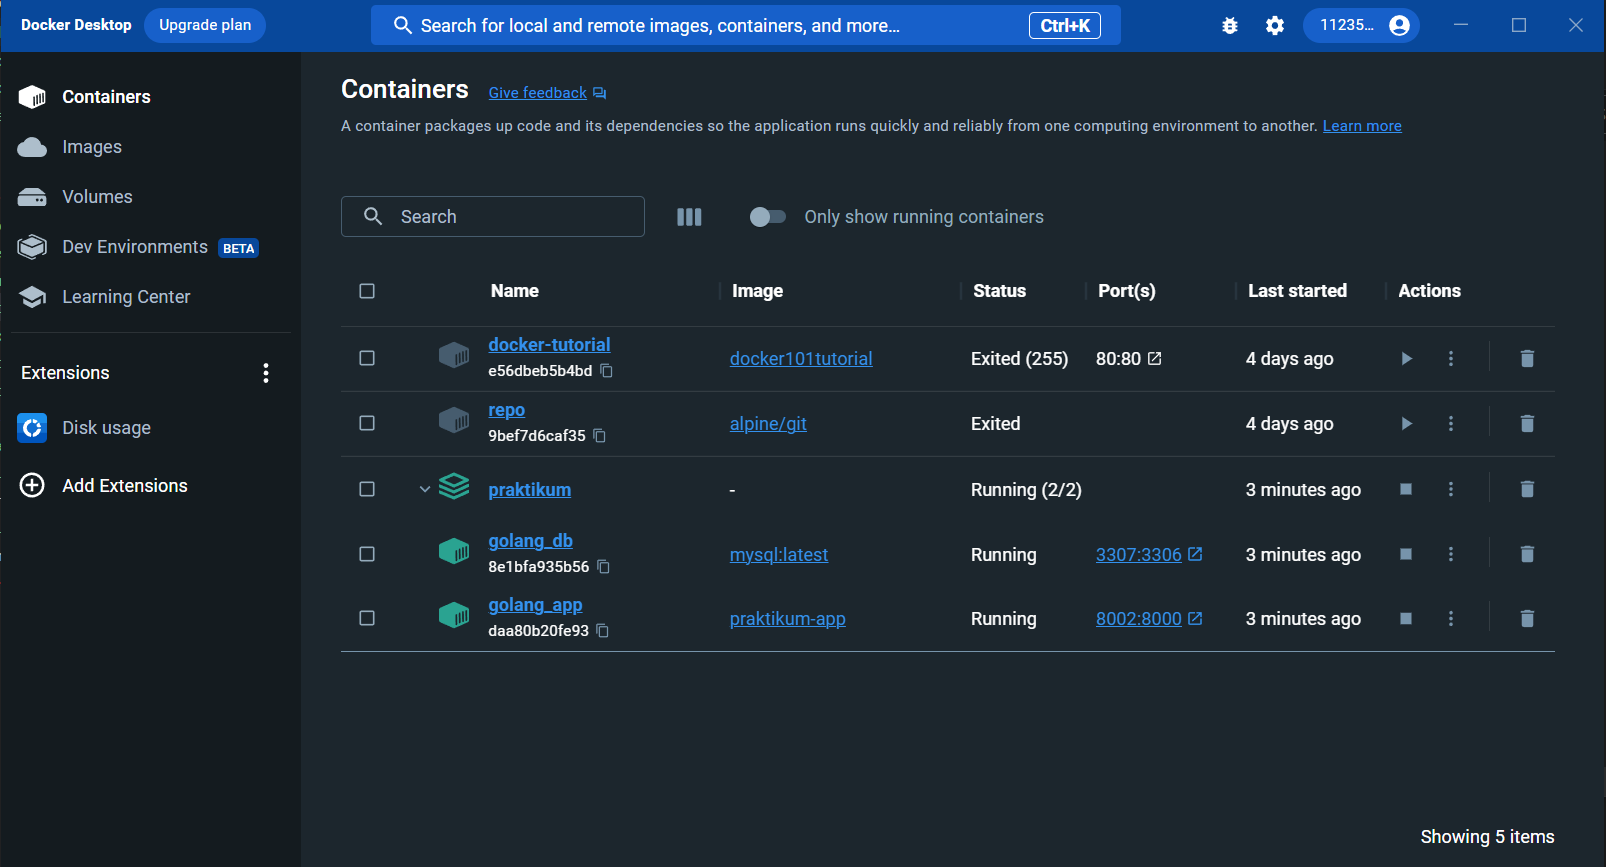 Docker Desktop Upgrade plan Search for local and remote images, containers, and more... Ctrl+K 11235...
Containers
Images
Volumes
Dev Environments BETA
Learning Center
Extensions
Disk usage
Add Extensions
Containers Give feedback
A container packages up code and its dependencies so the application runs quickly and reliably from one computing environment to another. Learn more
Search Only show running containers
Name Image Status Port(s) Last started Actions
docker-tutorial
e56dbeb5b4bd docker101tutorial Exited (255) 80:80 4 days ago
repo
9bef7d6caf35 alpine/git Exited 4 days ago
praktikum - Running (2/2) 3 minutes ago
golang_db
8e1bfa935b56 mysql:latest Running 3307:3306 3 minutes ago
golang_app
daa80b20fe93 praktikum-app Running 8002:8000 3 minutes ago
Showing 5 items